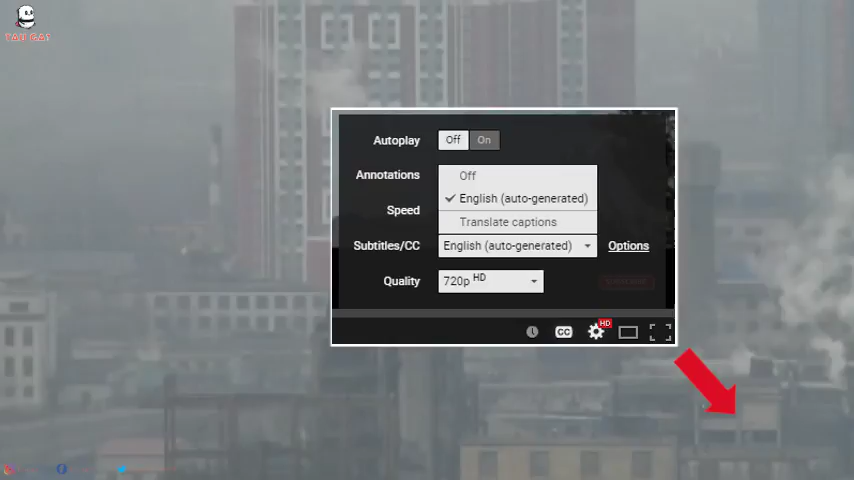 TAU GAT
Autoplay Off On
Annotations Off
English (auto-generated)
Speed Translate captions
Subtitles/CC English (auto-generated) Options
Quality 720p HD
CC HD